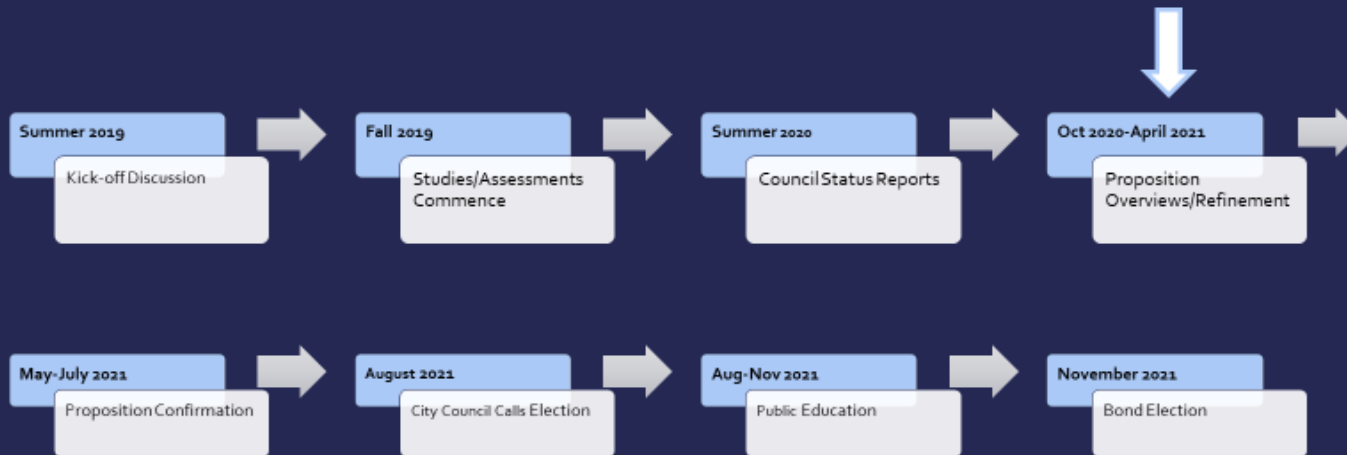 Summer 2019
Kick-off Discussion
Fall 2019
Studies/Assessments
Commence
Summer 2020
Council Status Reports
Oct 2020-April 2021
Proposition
Overviews/Refinement
May-July 2021
Proposition Confirmation
August 2021
City Council Calls Election
Aug-Nov 2021
Public Education
November 2021
Bond Election